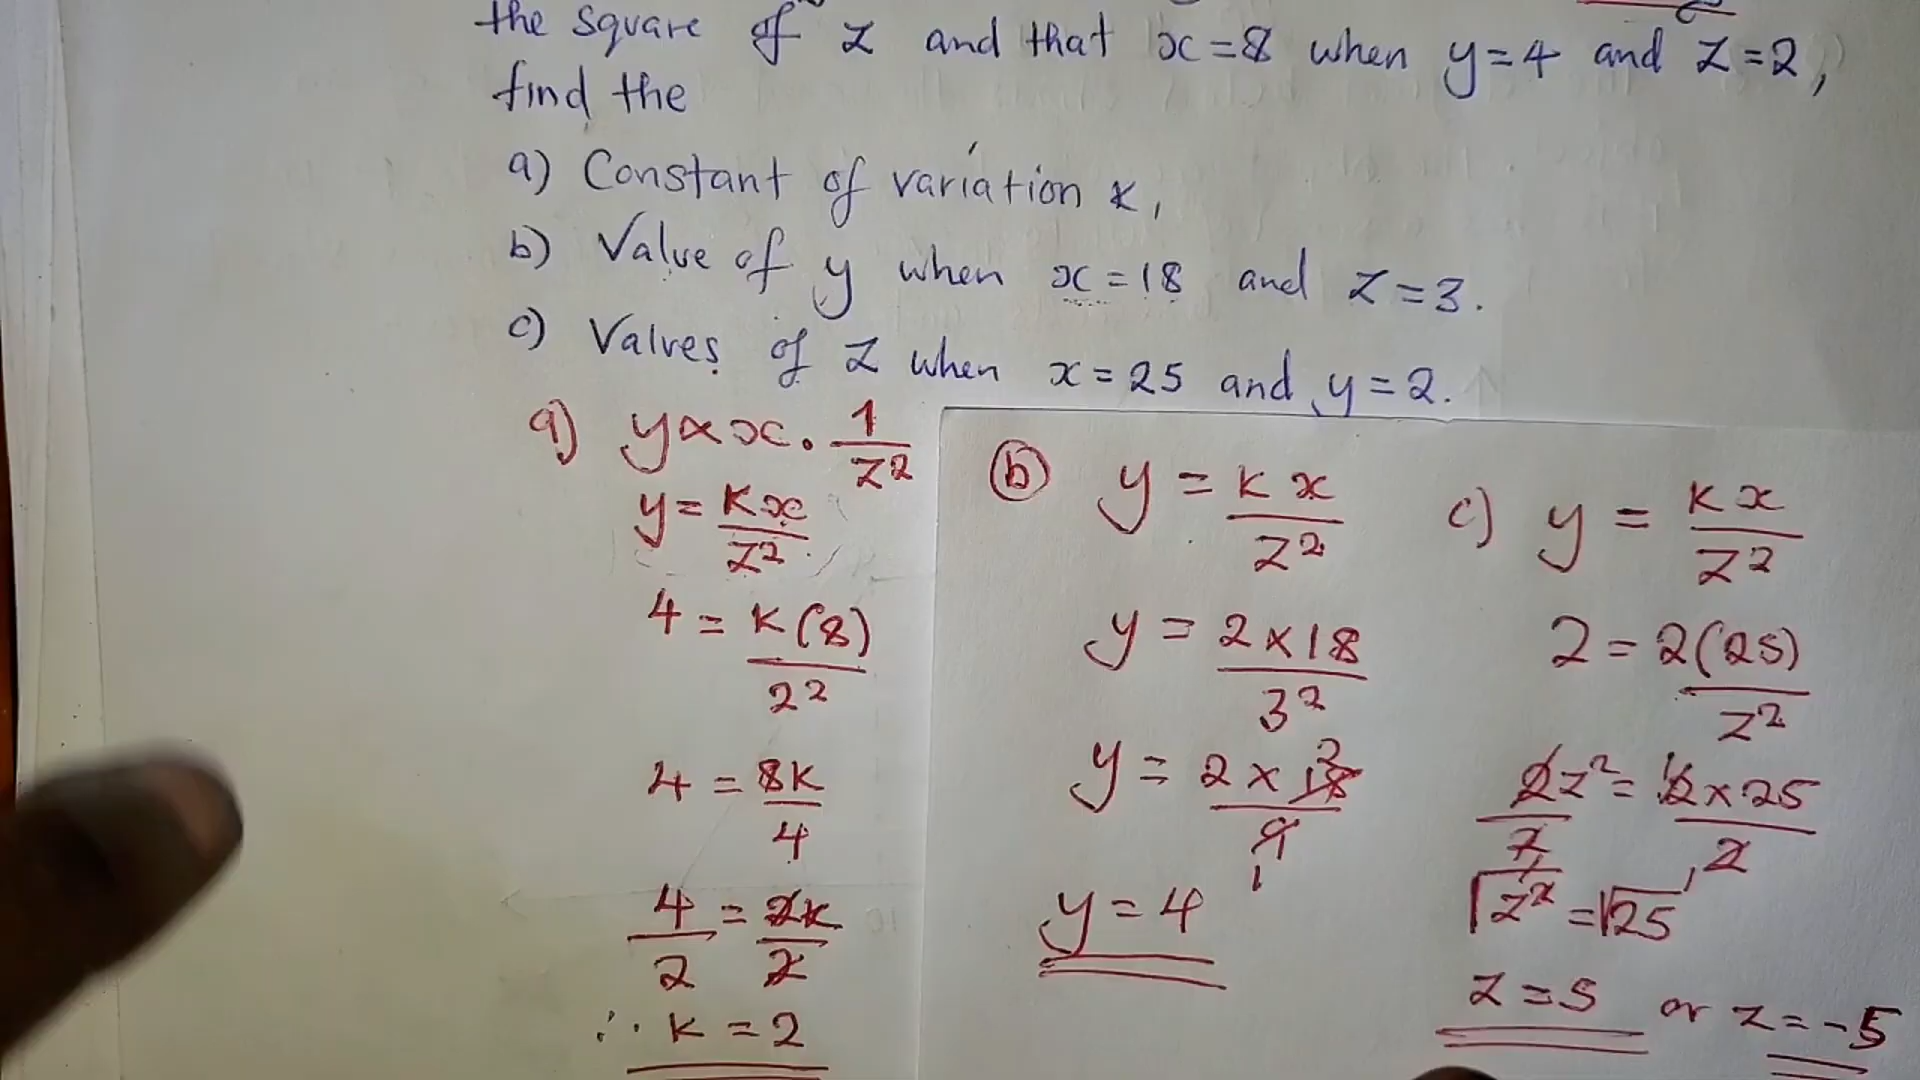 the square of z and that x=8 when y=4 and z=2,
find the
a) Constant of variation k,
b) Value of y when x=18 and z=3.
c) Values of z when x=25 and y=2.
a) y∝x. 1/z²
y = kx/z²
4 = k(8)/2²
4 = 8k/4
4/2 = 2k/2
∴ k = 2
b) y = kx/z²
y = 2×18/3²
y = 2×18/9 2 1
y = 4
c) y = kx/z²
2 = 2(25)/z²
2z²/2 = 2×25/2
√z² = √25
z = 5 or z = -5